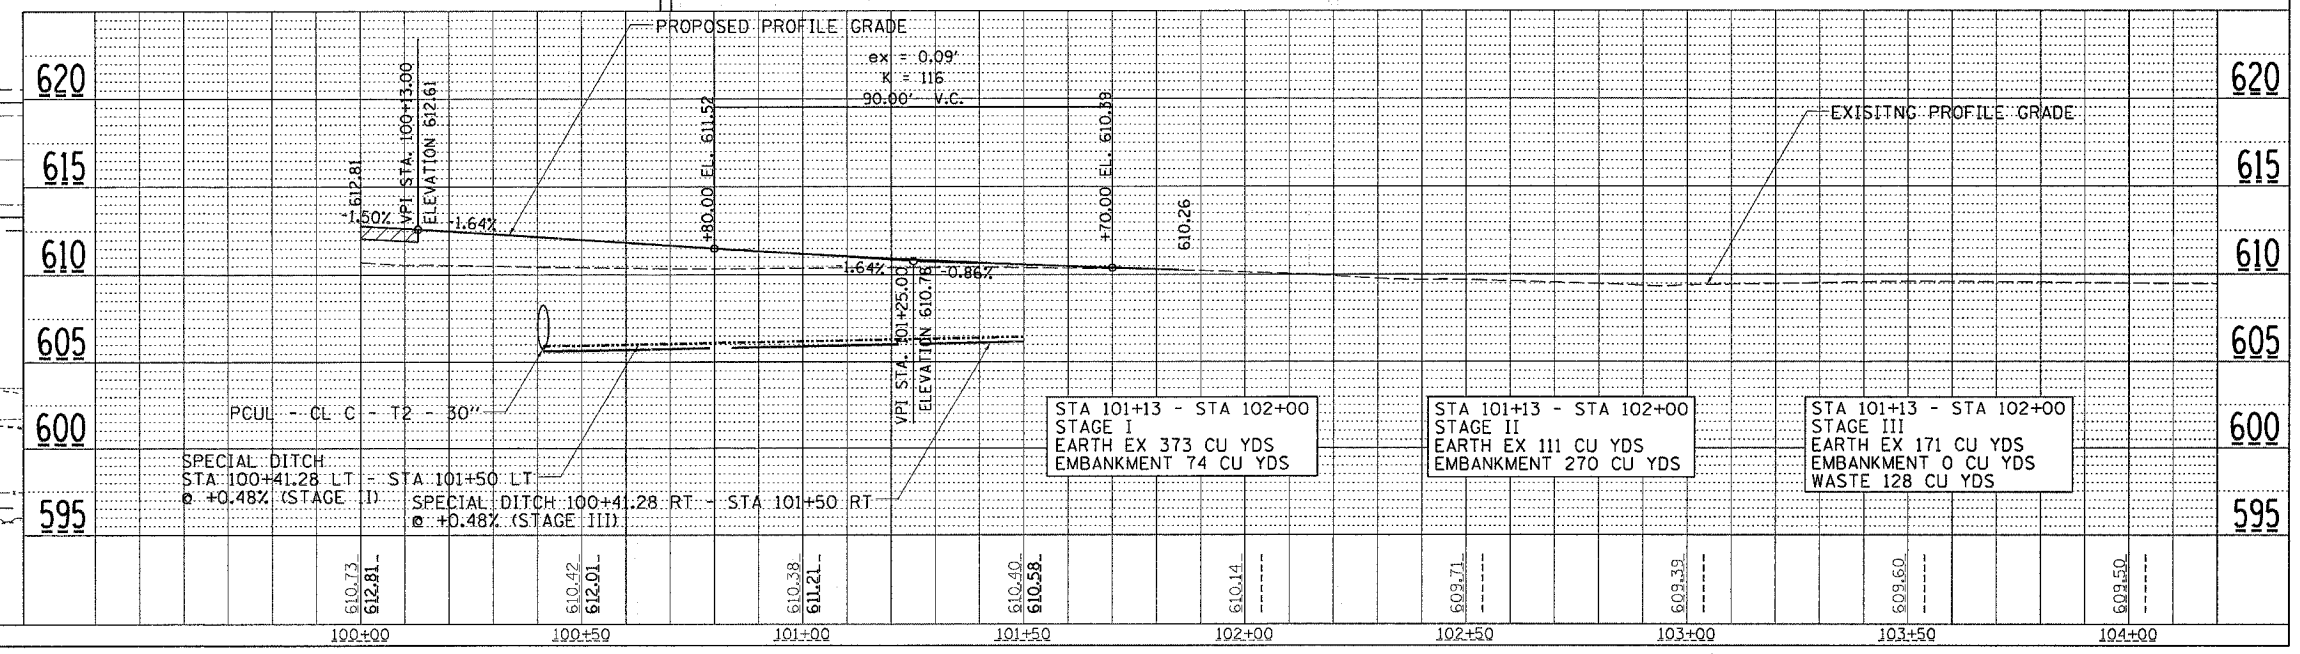 PROPOSED PROFILE GRADE
ex = 0.09'
K = 116
90.00' V.C.
620
620
EXISITNG PROFILE GRADE
615
615
612.81
VPI STA. 100+13.00
ELEVATION 612.61
+80.00 EL. 611.52
+70.00 EL. 610.39
610.26
-1.50%
-1.64%
610
610
-1.64%
-0.86%
VPI STA. 101+25.00
ELEVATION 610.78
605
605
PCUL - CL C - T2 - 30"
600
600
SPECIAL DITCH
STA 100+41.28 LT - STA 101+50 LT
@ +0.48% (STAGE II)
SPECIAL DITCH 100+41.28 RT - STA 101+50 RT
@ +0.48% (STAGE III)
595
595
STA 101+13 - STA 102+00
STAGE I
EARTH EX 373 CU YDS
EMBANKMENT 74 CU YDS
STA 101+13 - STA 102+00
STAGE II
EARTH EX 111 CU YDS
EMBANKMENT 270 CU YDS
STA 101+13 - STA 102+00
STAGE III
EARTH EX 171 CU YDS
EMBANKMENT 0 CU YDS
WASTE 128 CU YDS
610.73
612.81
610.42
612.01
610.38
611.21
610.40
610.58
610.14
609.71
609.39
609.60
609.50
100+00
100+50
101+00
101+50
102+00
102+50
103+00
103+50
104+00